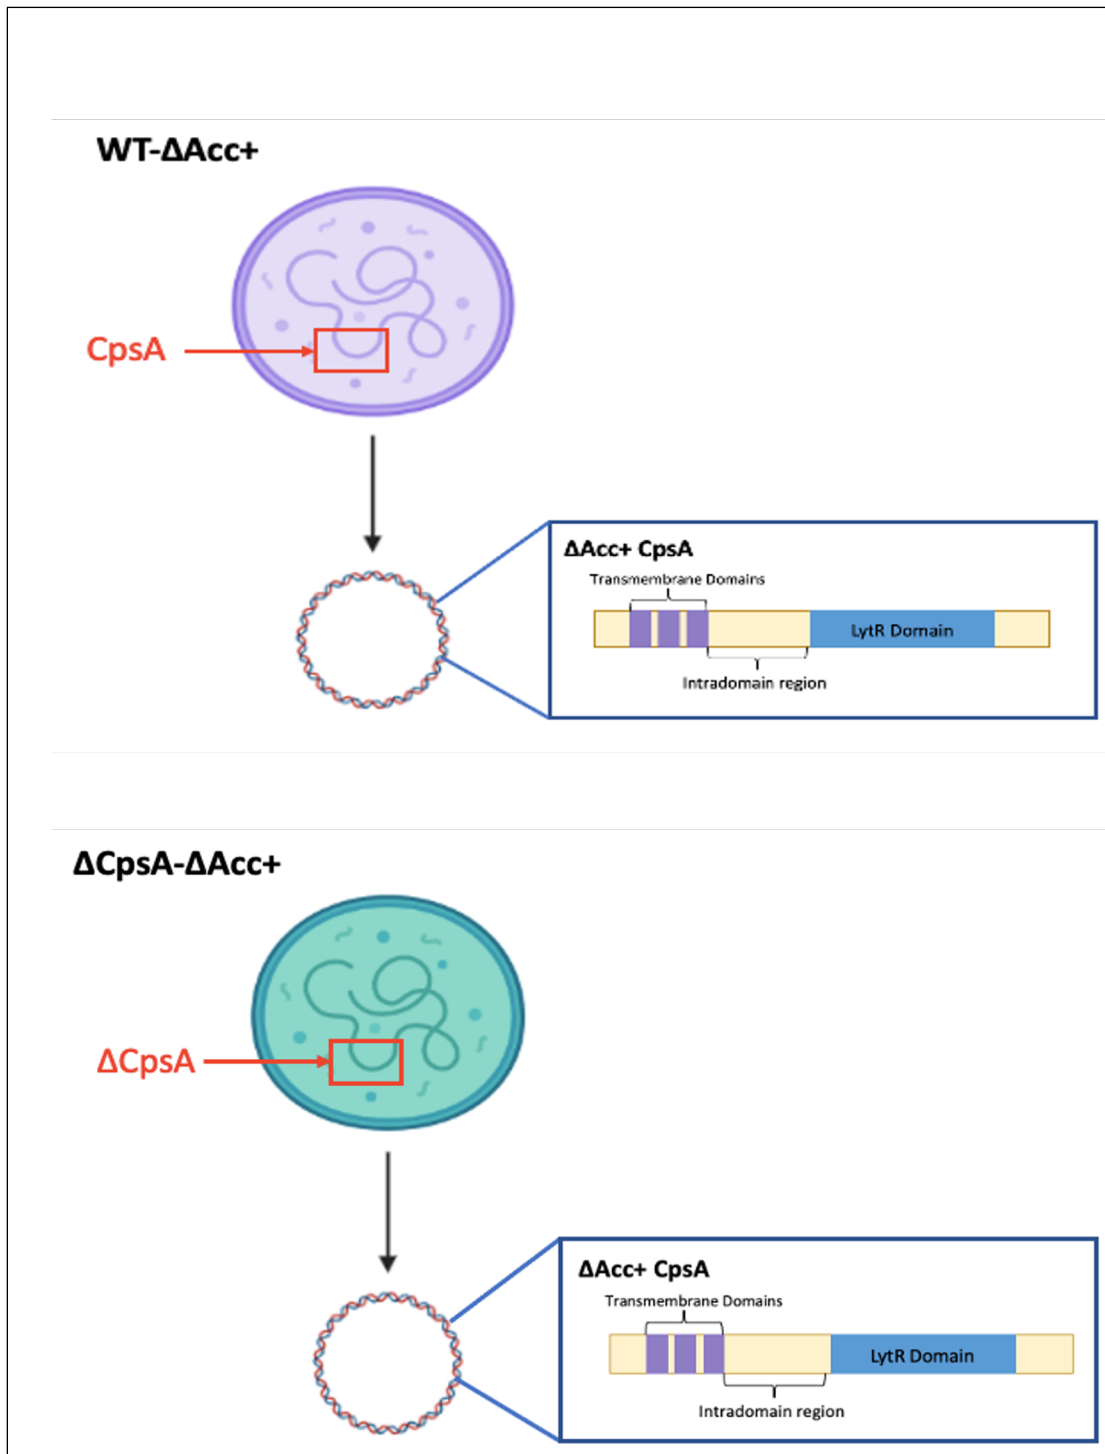 WT-ΔAcc+
CpsA
ΔAcc+ CpsA
Transmembrane Domains
LytR Domain
Intradomain region
ΔCpsA-ΔAcc+
ΔCpsA
ΔAcc+ CpsA
Transmembrane Domains
LytR Domain
Intradomain region